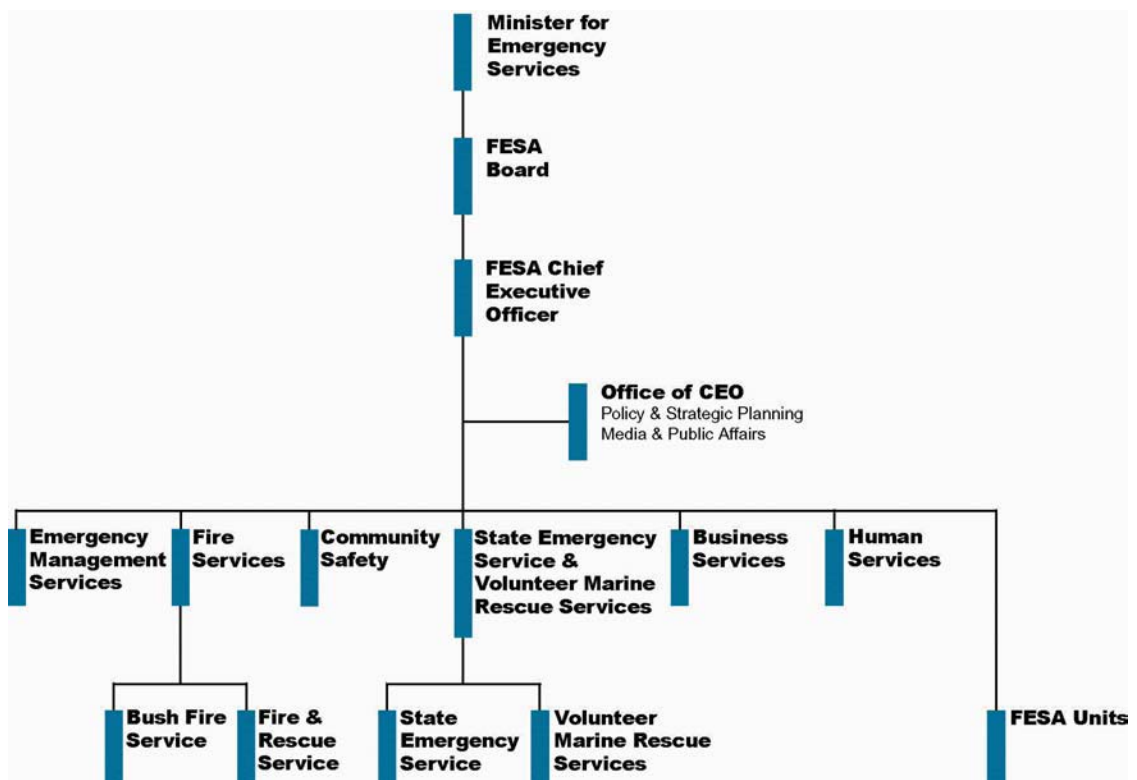 Minister for
Emergency
Services
FESA
Board
FESA Chief
Executive
Officer
Office of CEO
Policy & Strategic Planning
Media & Public Affairs
Emergency
Management
Services
Fire
Services
Community
Safety
State Emergency
Service &
Volunteer Marine
Rescue Services
Business
Services
Human
Services
Bush Fire
Service
Fire &
Rescue
Service
State
Emergency
Service
Volunteer
Marine Rescue
Services
FESA Units